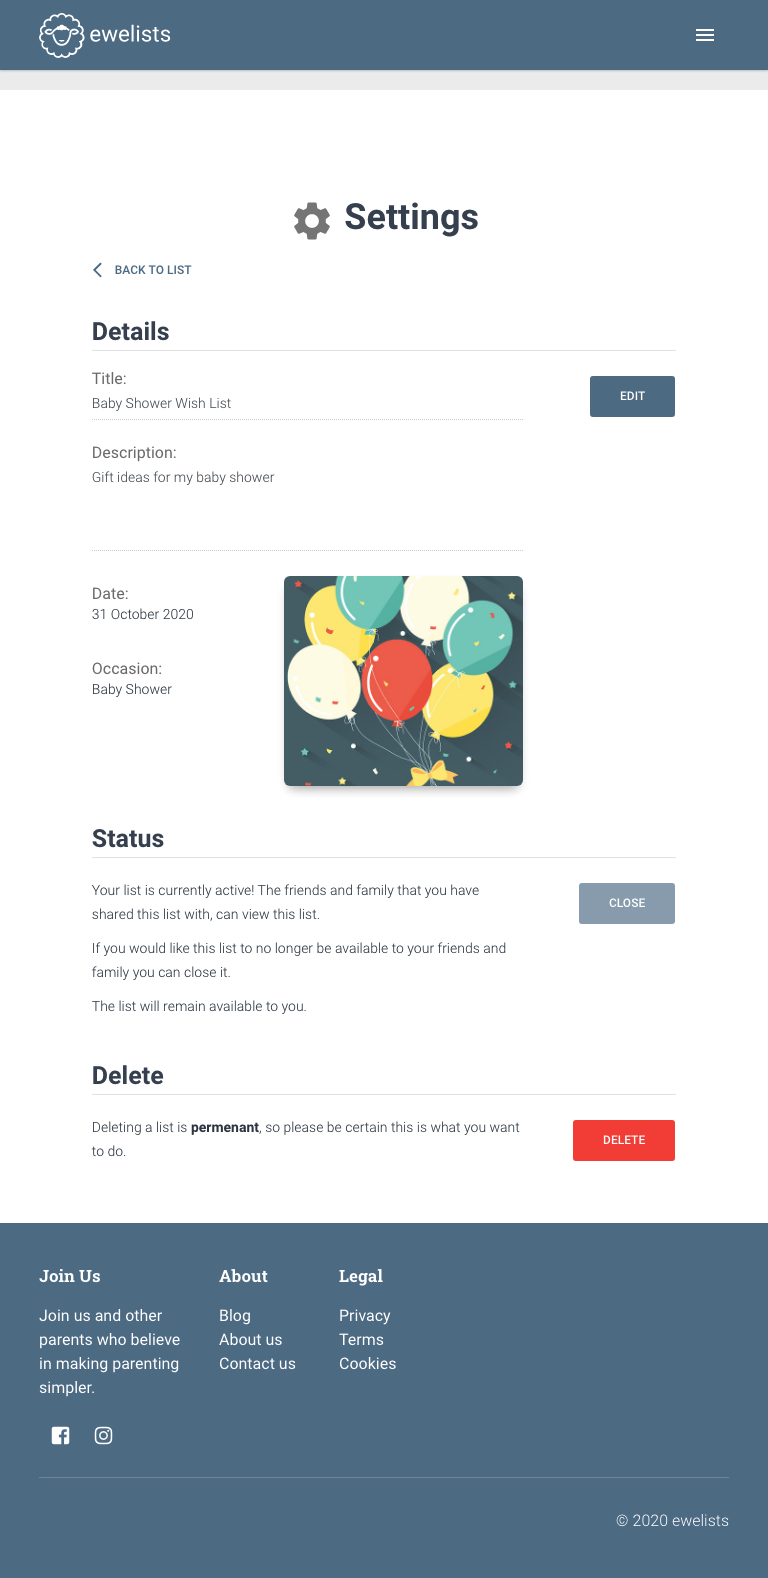 ewelists
Settings
BACK TO LIST
Details
Title:
Baby Shower Wish List
EDIT
Description:
Gift ideas for my baby shower
Date:
31 October 2020
Occasion:
Baby Shower
Status
Your list is currently active! The friends and family that you have
shared this list with, can view this list.
CLOSE
If you would like this list to no longer be available to your friends and
family you can close it.
The list will remain available to you.
Delete
Deleting a list is permenant, so please be certain this is what you want
to do.
DELETE
Join Us
Join us and other
parents who believe
in making parenting
simpler.
About
Blog
About us
Contact us
Legal
Privacy
Terms
Cookies
© 2020 ewelists